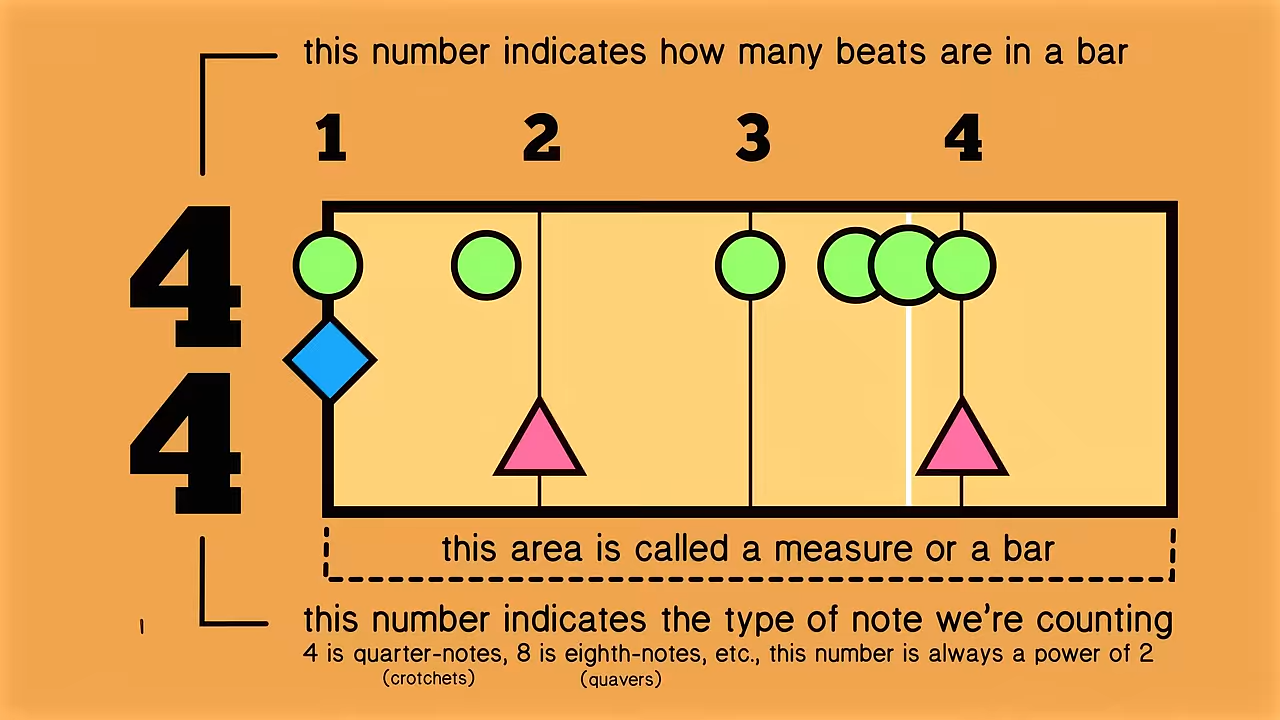 this number indicates how many beats are in a bar
1 2 3 4
4
4
this area is called a measure or a bar
this number indicates the type of note we're counting
4 is quarter-notes, 8 is eighth-notes, etc., this number is always a power of 2
(crotchets) (quavers)